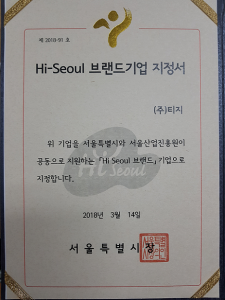 제 2018-91 호
Hi-Seoul 브랜드기업 지정서
(주)티지
위 기업을 서울특별시와 서울산업진흥원이
공동으로 지원하는 「Hi Seoul 브랜드」 기업으로
지정합니다.
Hi Seoul
2018년 3월 14일
서울특별시장